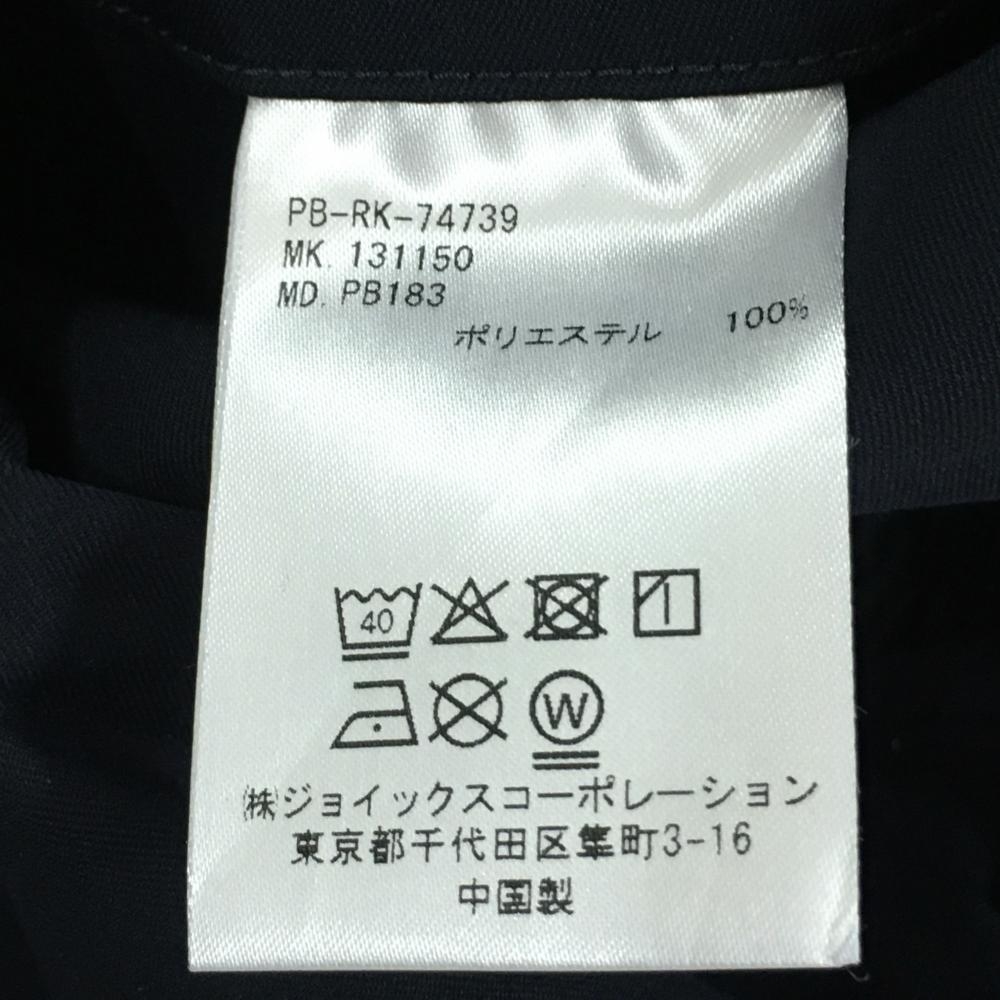 PB-RK-74739
MK. 131150
MD. PB183
ポリエステル 100%
40
W
㈱ジョイックスコーポレーション
東京都千代田区隼町3-16
中国製